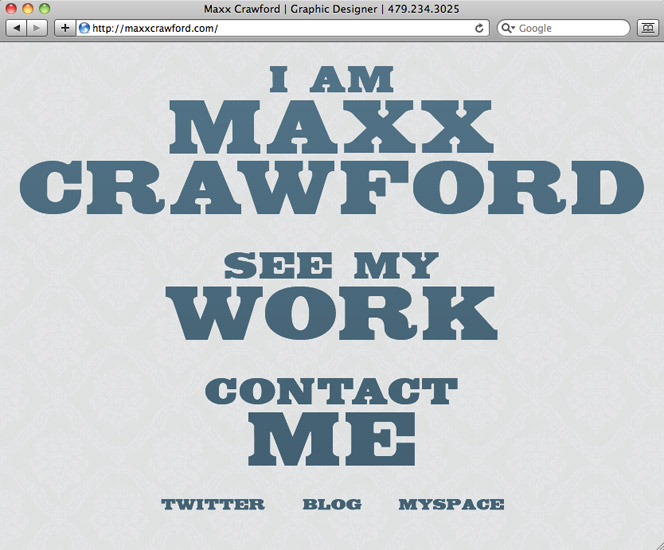 Maxx Crawford | Graphic Designer | 479.234.3025
http://maxxcrawford.com/
Google
I AM
MAXX
CRAWFORD
SEE MY
WORK
CONTACT
ME
TWITTER BLOG MYSPACE